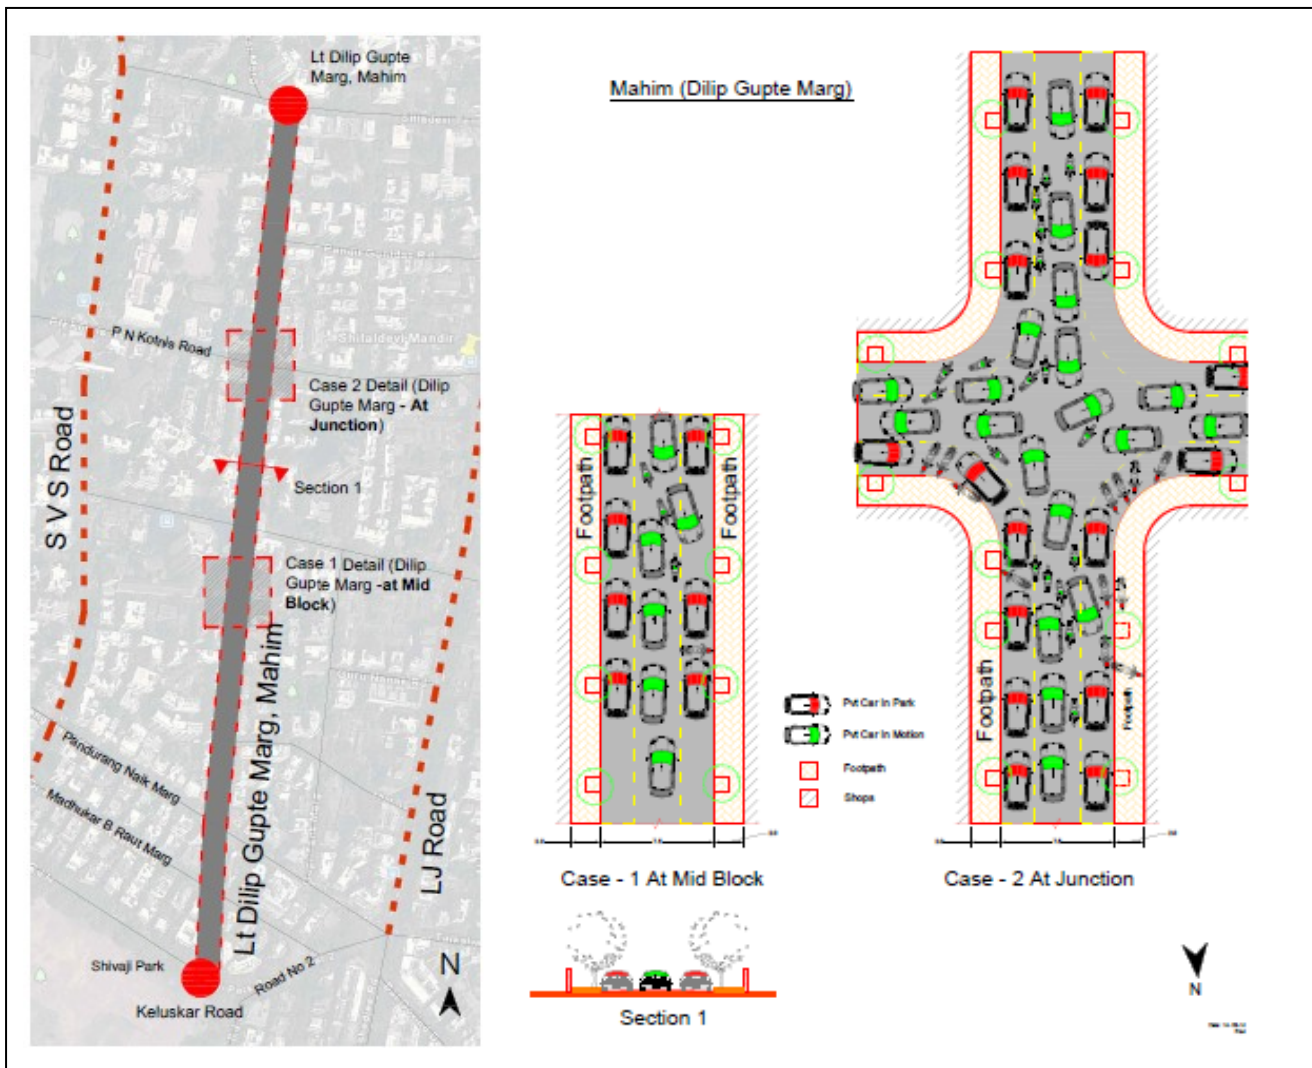 Lt Dilip Gupte
Marg, Mahim
P N Kotnis Road
Shitaldevi Mandir
Case 2 Detail (Dilip
Gupte Marg - At
Junction)
S V S Road
Section 1
Case 1 Detail (Dilip
Gupte Marg -at Mid
Block)
Lt Dilip Gupte Marg, Mahim
LJ Road
Pandurang Naik Marg
Madhukar B Raut Marg
Shivaji Park
Road No 2
Keluskar Road
N
Mahim (Dilip Gupte Marg)
Footpath
Footpath
Case - 1 At Mid Block
Section 1
Pvt Car In Park
Pvt Car In Motion
Footpath
Shops
Footpath
Footpath
Case - 2 At Junction
N